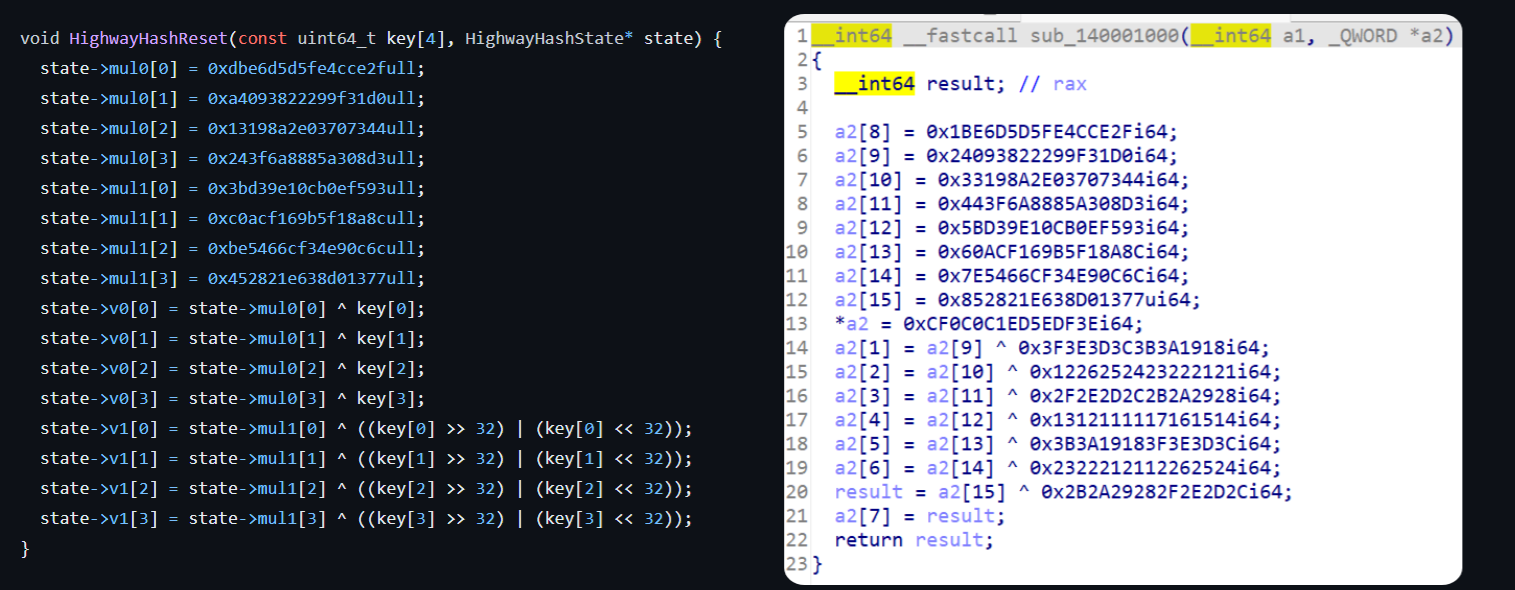 void HighwayHashReset(const uint64_t key[4], HighwayHashState* state) {
state->mul0[0] = 0xdbe6d5d5fe4cce2full;
state->mul0[1] = 0xa4093822299f31d0ull;
state->mul0[2] = 0x13198a2e03707344ull;
state->mul0[3] = 0x243f6a8885a308d3ull;
state->mul1[0] = 0x3bd39e10cb0ef593ull;
state->mul1[1] = 0xc0acf169b5f18a8cull;
state->mul1[2] = 0xbe5466cf34e90c6cull;
state->mul1[3] = 0x452821e638d01377ull;
state->v0[0] = state->mul0[0] ^ key[0];
state->v0[1] = state->mul0[1] ^ key[1];
state->v0[2] = state->mul0[2] ^ key[2];
state->v0[3] = state->mul0[3] ^ key[3];
state->v1[0] = state->mul1[0] ^ ((key[0] >> 32) | (key[0] << 32));
state->v1[1] = state->mul1[1] ^ ((key[1] >> 32) | (key[1] << 32));
state->v1[2] = state->mul1[2] ^ ((key[2] >> 32) | (key[2] << 32));
state->v1[3] = state->mul1[3] ^ ((key[3] >> 32) | (key[3] << 32));
}
1 __int64 __fastcall sub_140001000(__int64 a1, _QWORD *a2)
2 {
3 __int64 result; // rax
4
5 a2[8] = 0x1BE6D5D5FE4CCE2Fi64;
6 a2[9] = 0x24093822299F31D0i64;
7 a2[10] = 0x33198A2E03707344i64;
8 a2[11] = 0x443F6A8885A308D3i64;
9 a2[12] = 0x5BD39E10CB0EF593i64;
10 a2[13] = 0x60ACF169B5F18A8Ci64;
11 a2[14] = 0x7E5466CF34E90C6Ci64;
12 a2[15] = 0x852821E638D01377ui64;
13 *a2 = 0xCF0C0C1ED5EDF3Ei64;
14 a2[1] = a2[9] ^ 0x3F3E3D3C3B3A1918i64;
15 a2[2] = a2[10] ^ 0x1226252423222121i64;
16 a2[3] = a2[11] ^ 0x2F2E2D2C2B2A2928i64;
17 a2[4] = a2[12] ^ 0x1312111117161514i64;
18 a2[5] = a2[13] ^ 0x3B3A19183F3E3D3Ci64;
19 a2[6] = a2[14] ^ 0x2322212112262524i64;
20 result = a2[15] ^ 0x2B2A29282F2E2D2Ci64;
21 a2[7] = result;
22 return result;
23 }